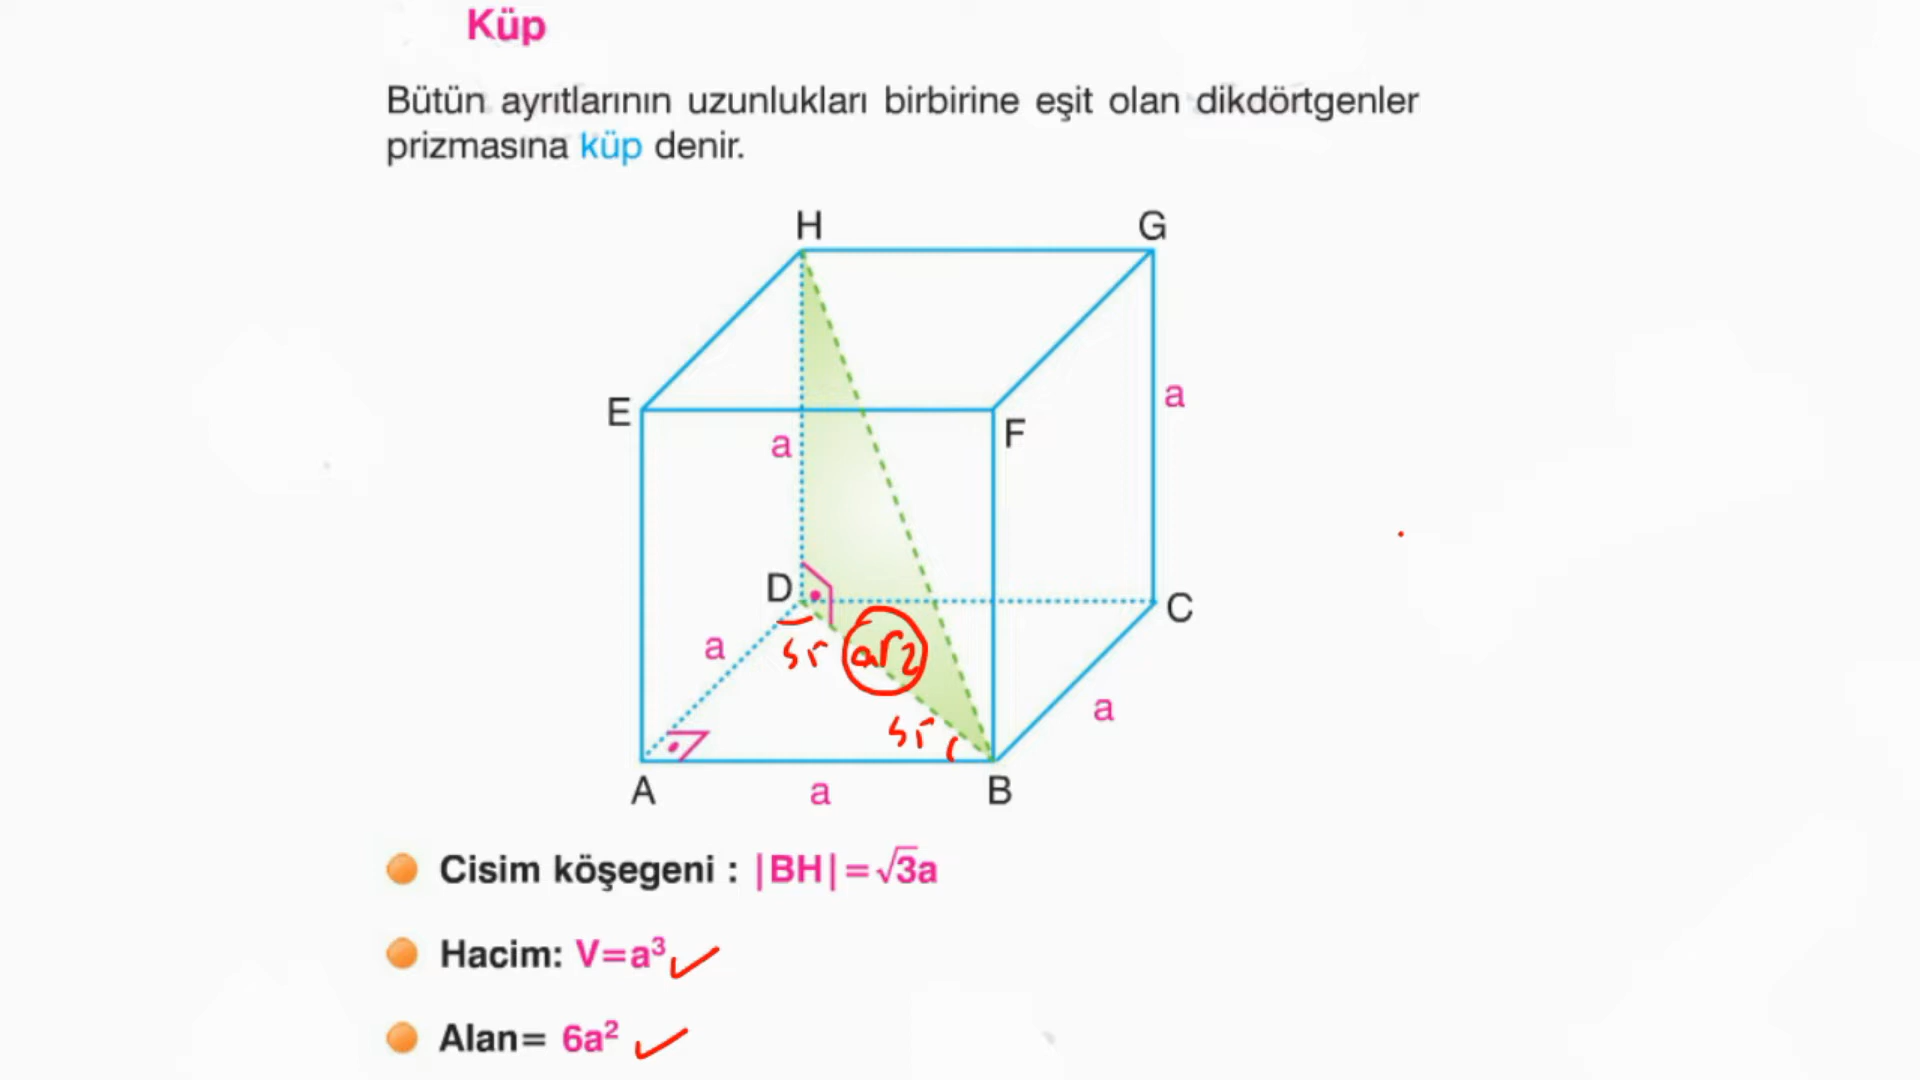 Küp
Bütün ayrıtlarının uzunlukları birbirine eşit olan dikdörtgenler
prizmasına küp denir.
H
G
E
F
a
a
D
C
a
a√2
a
A
a
B
Cisim köşegeni : |BH|=√3a
Hacim: V=a³
Alan= 6a²